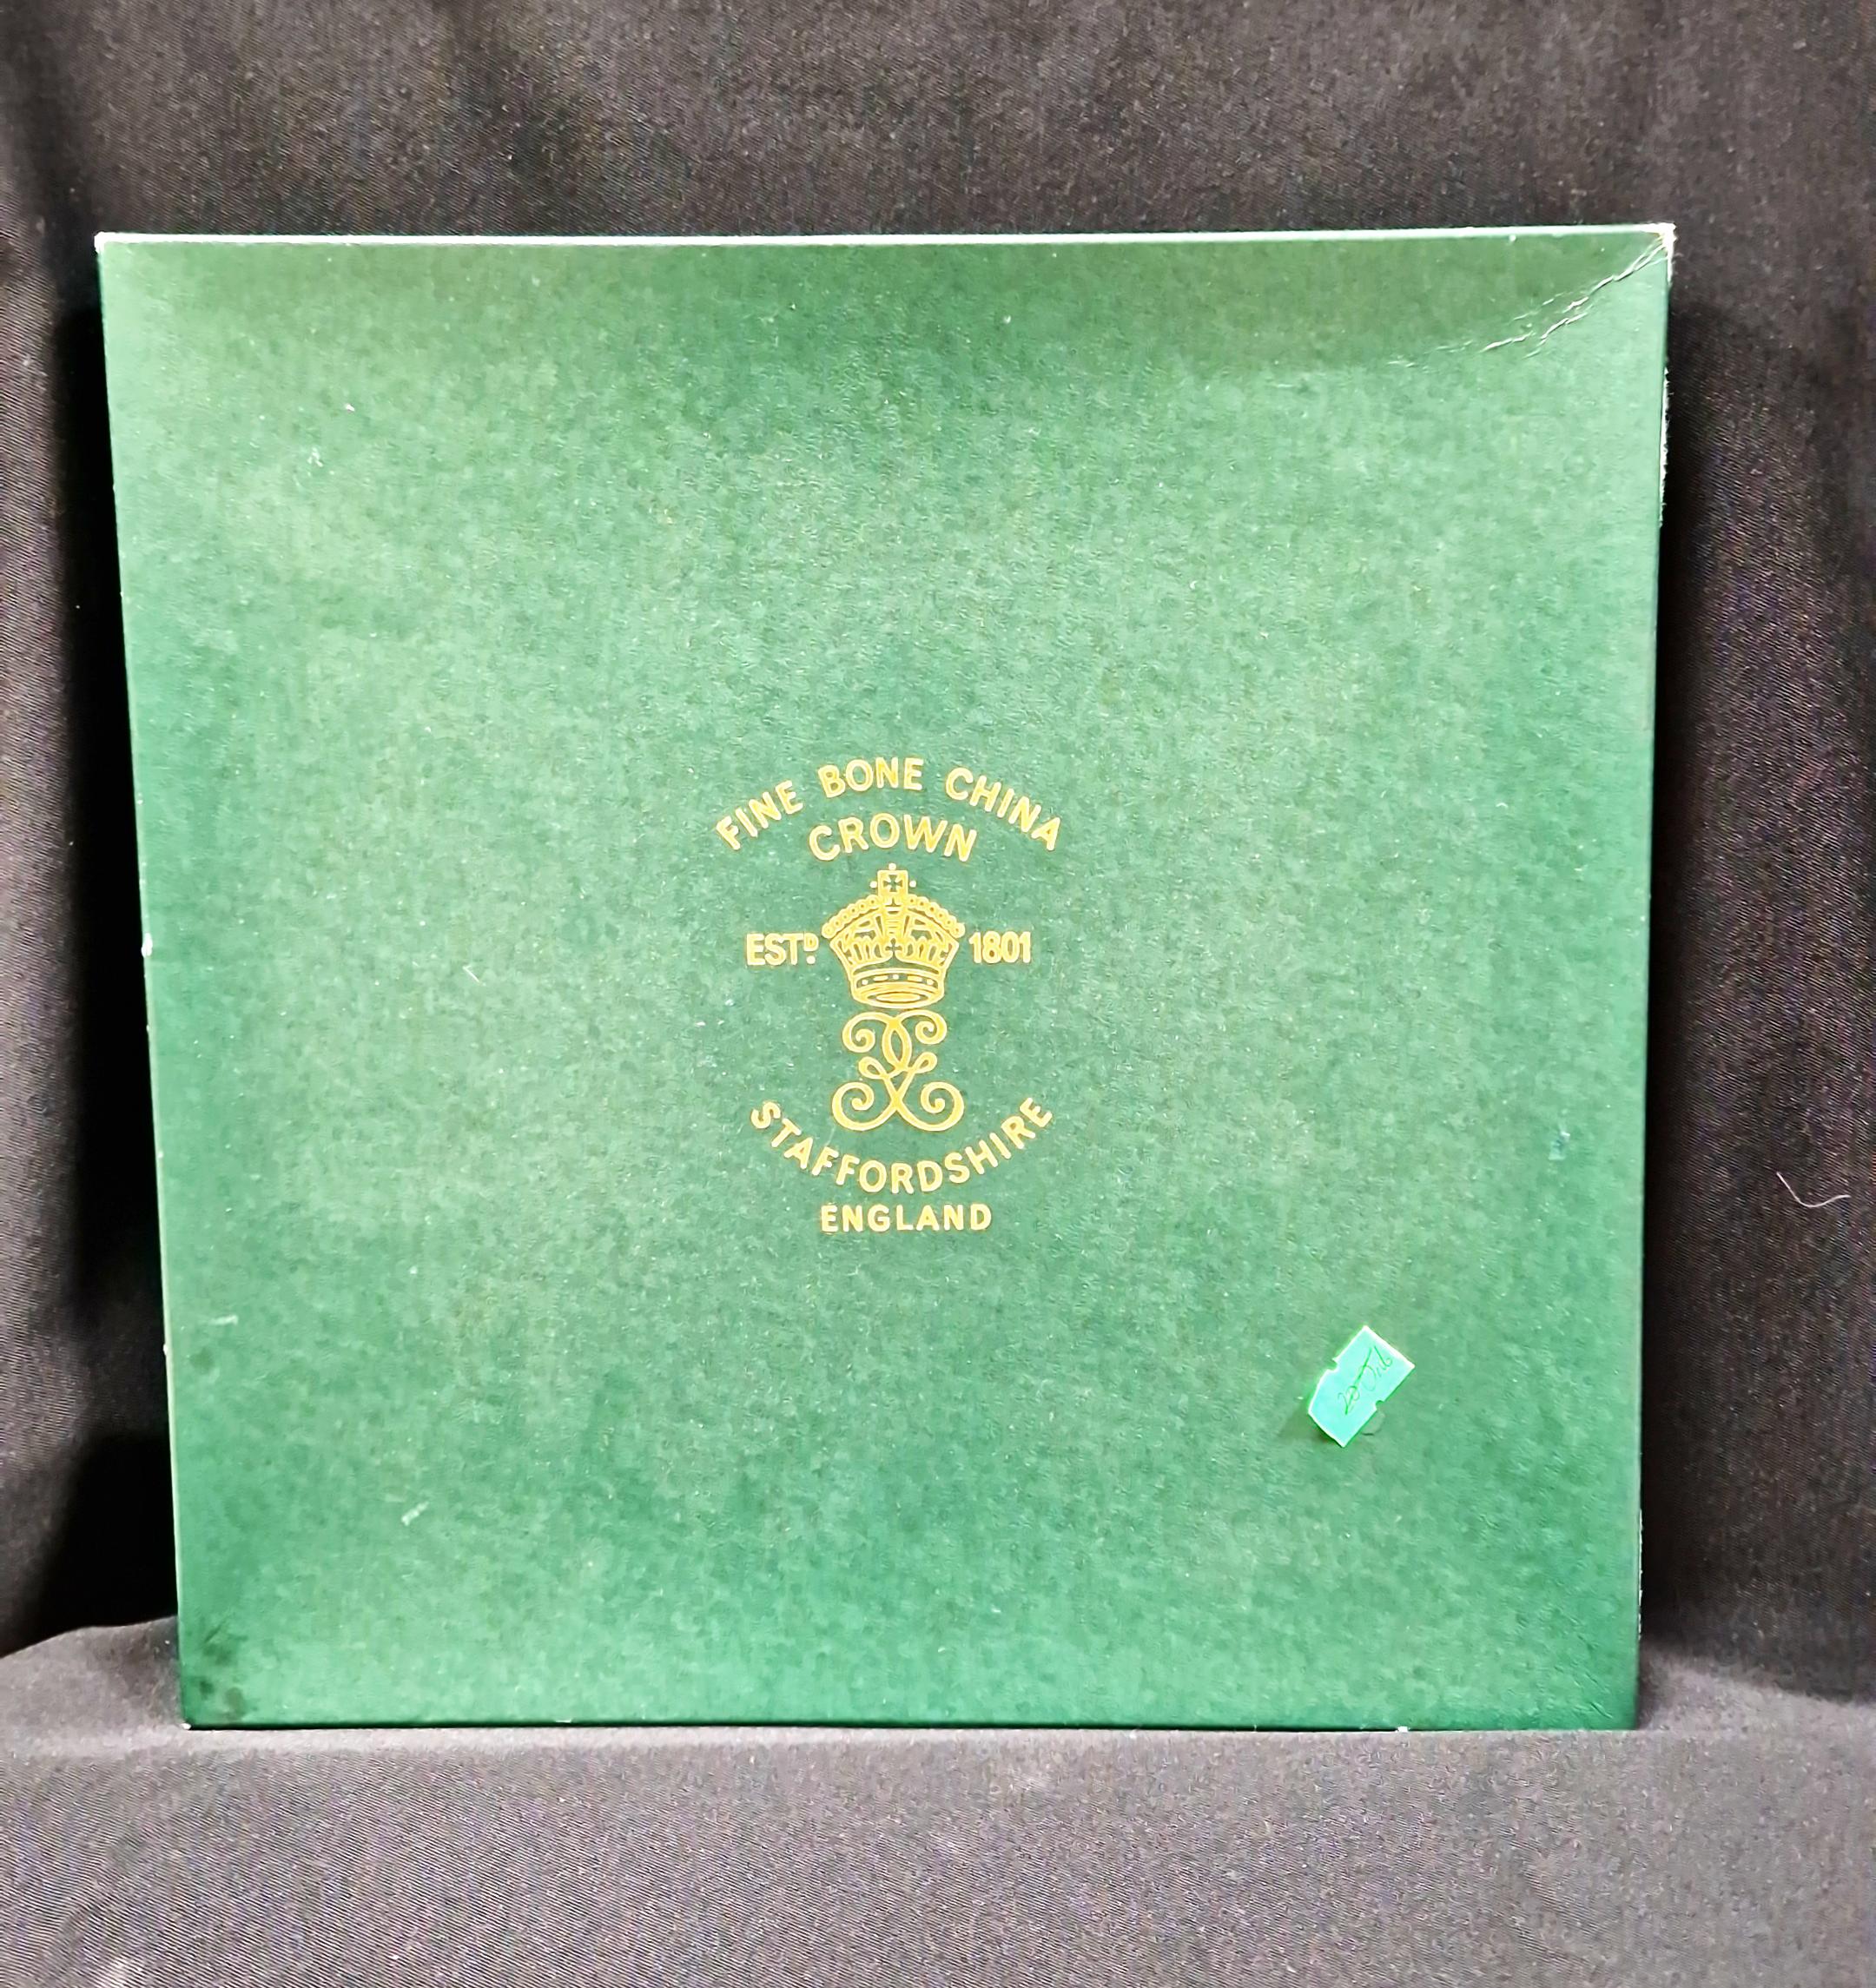 FINE BONE CHINA
CROWN
ESTD. 1801
STAFFORDSHIRE
ENGLAND